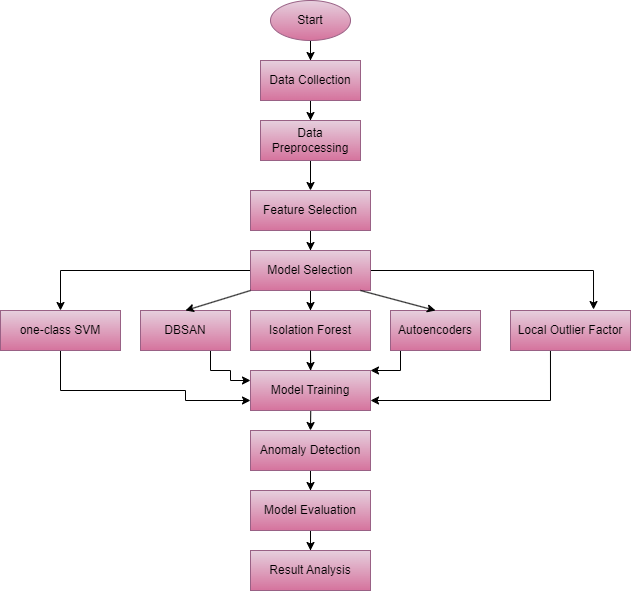 Start
Data Collection
Data
Preprocessing
Feature Selection
Model Selection
one-class SVM
DBSAN
Isolation Forest
Autoencoders
Local Outlier Factor
Model Training
Anomaly Detection
Model Evaluation
Result Analysis